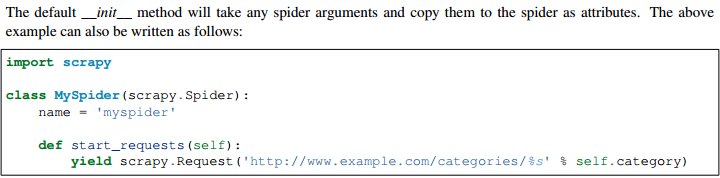 The default __init__ method will take any spider arguments and copy them to the spider as attributes. The above
example can also be written as follows:
import scrapy
class MySpider(scrapy.Spider):
    name = 'myspider'
    def start_requests(self):
        yield scrapy.Request('http://www.example.com/categories/%s' % self.category)